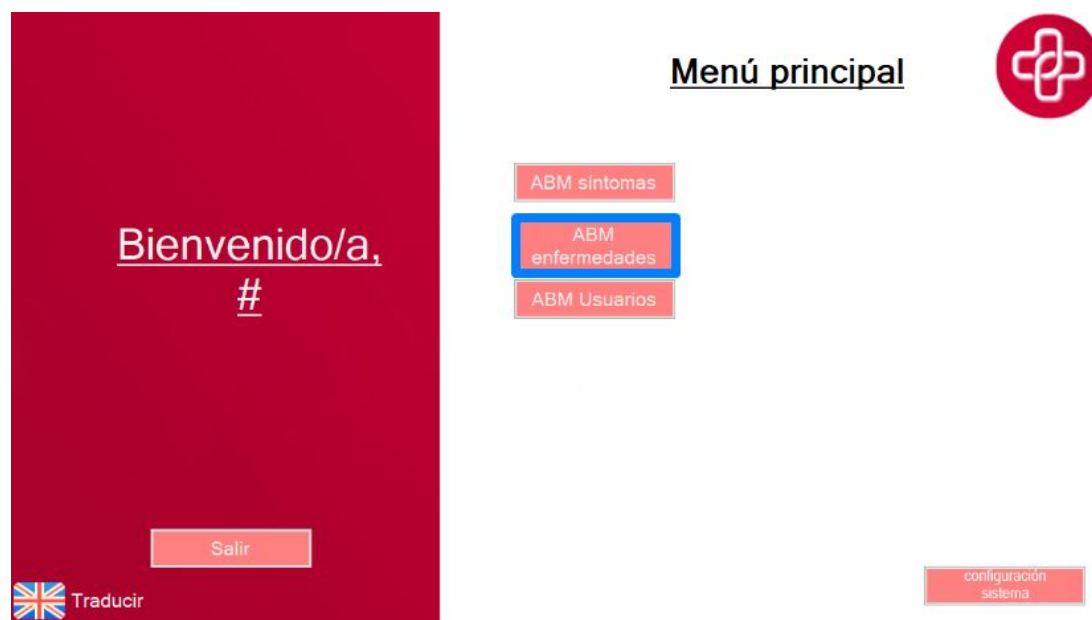 Menú principal
ABM síntomas
ABM
enfermedades
ABM Usuarios
Bienvenido/a,
#
Salir
Traducir
configuración
sistema